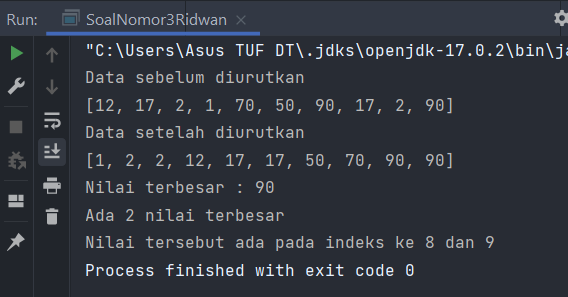 Run: SoalNomor3Ridwan
"C:\Users\Asus TUF DT\.jdks\openjdk-17.0.2\bin\ja
Data sebelum diurutkan
[12, 17, 2, 1, 70, 50, 90, 17, 2, 90]
Data setelah diurutkan
[1, 2, 2, 12, 17, 17, 50, 70, 90, 90]
Nilai terbesar : 90
Ada 2 nilai terbesar
Nilai tersebut ada pada indeks ke 8 dan 9
Process finished with exit code 0